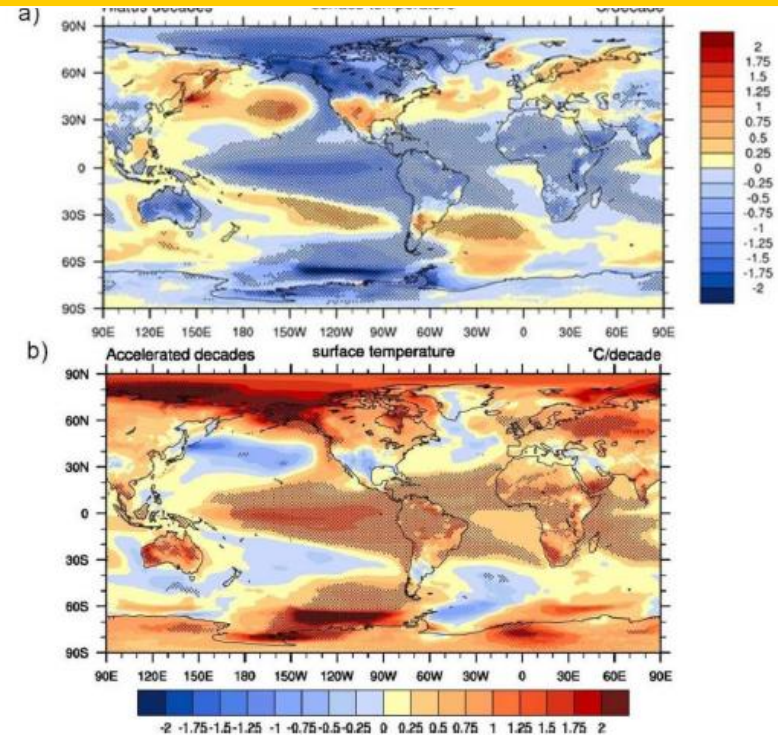 a)
decades surface temperature /decade
90N
60N
30N
0
30S
60S
90S
90E 120E 150E 180 150W 120W 90W 60W 30W 0 30E 60E 90E
2
1.75
1.5
1.25
1
0.75
0.5
0.25
0
-0.25
-0.5
-0.75
-1
-1.25
-1.5
-1.75
-2
b)
Accelerated decades surface temperature °C/decade
90N
60N
30N
0
30S
60S
90S
90E 120E 150E 180 150W 120W 90W 60W 30W 0 30E 60E 90E
-2 -1.75-1.5-1.25 -1 -0.75-0.5-0.25 0 0.25 0.5 0.75 1 1.25 1.5 1.75 2